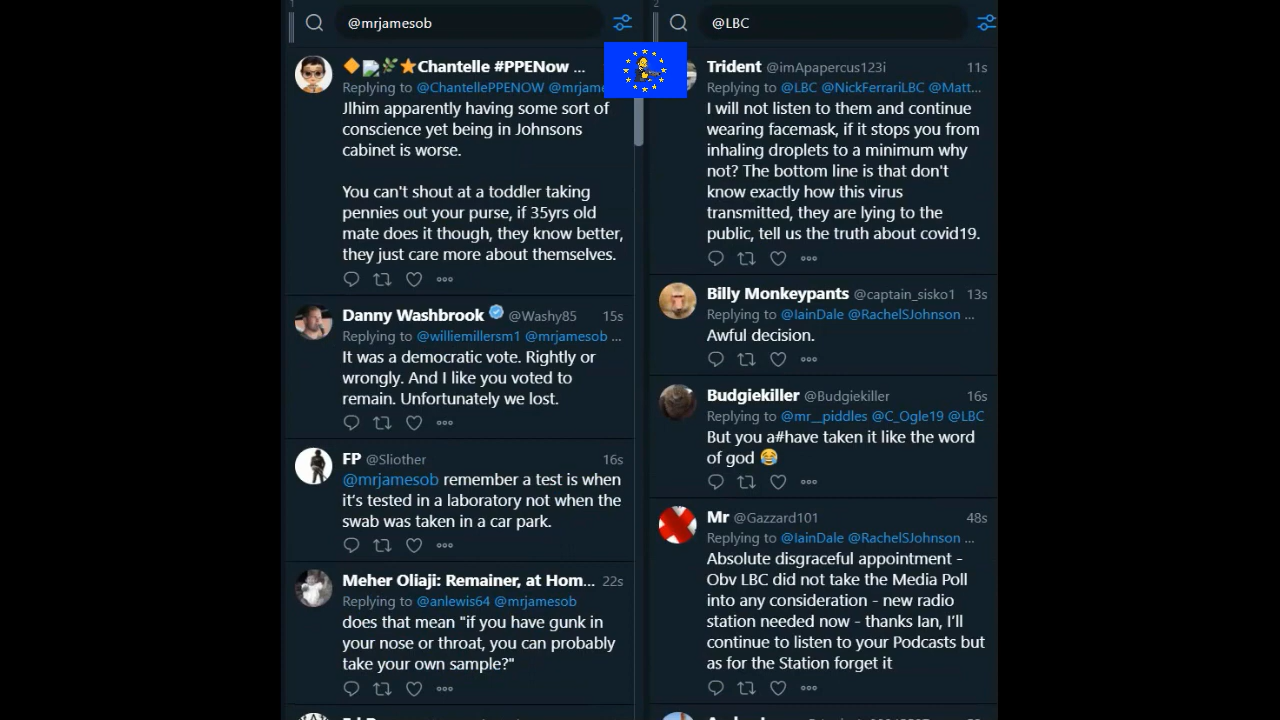 1
@mrjamesob
Chantelle #PPENow ...
Replying to @ChantellePPENOW @mrjame
Jlhim apparently having some sort of
conscience yet being in Johnsons
cabinet is worse.
You can't shout at a toddler taking
pennies out your purse, if 35yrs old
mate does it though, they know better,
they just care more about themselves.
Danny Washbrook @Washy85 15s
Replying to @williemillersm1 @mrjamesob ...
It was a democratic vote. Rightly or
wrongly. And I like you voted to
remain. Unfortunately we lost.
FP @Sliother 16s
@mrjamesob remember a test is when
it's tested in a laboratory not when the
swab was taken in a car park.
Meher Oliaji: Remainer, at Hom... 22s
Replying to @anlewis64 @mrjamesob
does that mean "if you have gunk in
your nose or throat, you can probably
take your own sample?"
2
@LBC
Trident @imApapercus123i 11s
Replying to @LBC @NickFerrariLBC @Matt...
I will not listen to them and continue
wearing facemask, if it stops you from
inhaling droplets to a minimum why
not? The bottom line is that don't
know exactly how this virus
transmitted, they are lying to the
public, tell us the truth about covid19.
Billy Monkeypants @captain_sisko1 13s
Replying to @IainDale @RachelSJohnson ...
Awful decision.
Budgiekiller @Budgiekiller 16s
Replying to @mr__piddles @C_Ogle19 @LBC
But you a#have taken it like the word
of god 😂
Mr @Gazzard101 48s
Replying to @IainDale @RachelSJohnson ...
Absolute disgraceful appointment -
Obv LBC did not take the Media Poll
into any consideration - new radio
station needed now - thanks Ian, I'll
continue to listen to your Podcasts but
as for the Station forget it